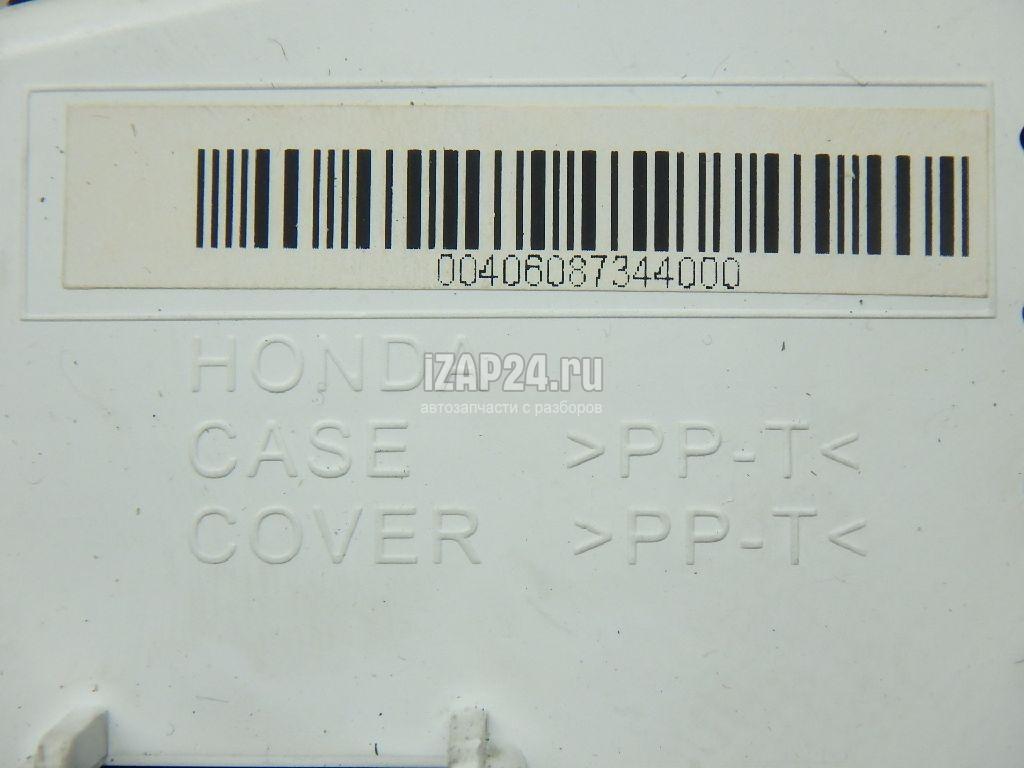 00406087344000
HONDA
iZAP24.ru
автозапчасти с разборов
CASE >PP-T<
COVER >PP-T<